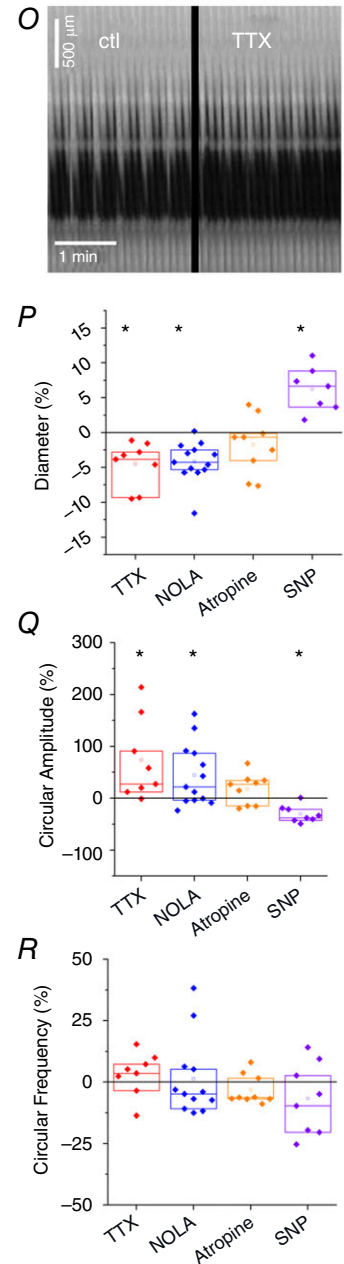 O
500 μm
ctl
TTX
1 min
P
*
*
*
15
10
5
0
−5
−10
−15
Diameter (%)
TTX
NOLA
Atropine
SNP
Q
*
*
*
300
200
100
0
−100
Circular Amplitude (%)
TTX
NOLA
Atropine
SNP
R
50
25
0
−25
−50
Circular Frequency (%)
TTX
NOLA
Atropine
SNP